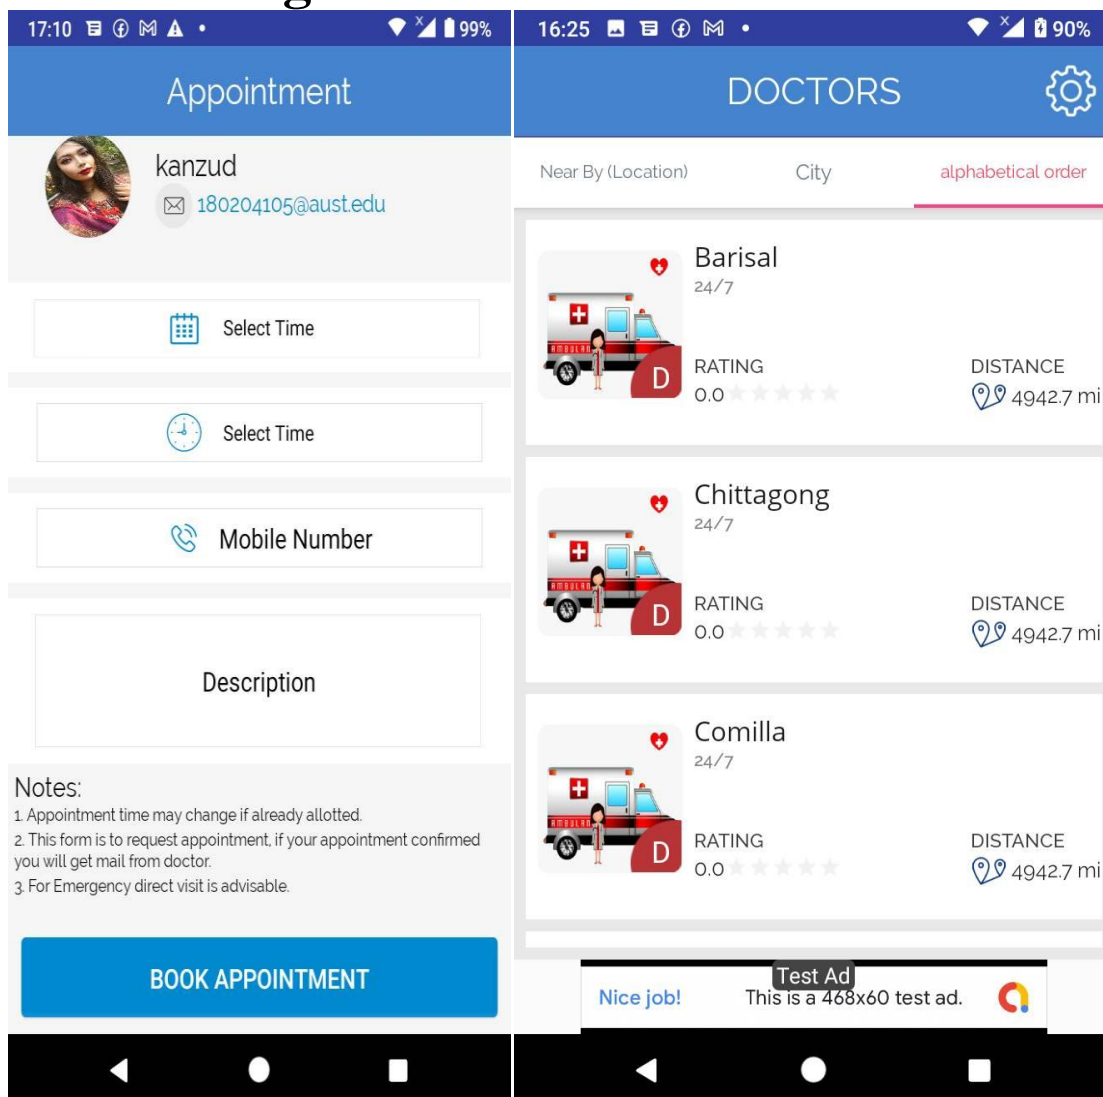 g
17:10
99%
Appointment
kanzud
180204105@aust.edu
Select Time
Select Time
Mobile Number
Description
Notes:
1. Appointment time may change if already allotted.
2. This form is to request appointment, if your appointment confirmed
you will get mail from doctor.
3. For Emergency direct visit is advisable.
BOOK APPOINTMENT
16:25
90%
DOCTORS
Near By (Location)
City
alphabetical order
Barisal
24/7
AMBULAN
D
RATING
DISTANCE
0.0
4942.7 mi
Chittagong
24/7
AMBULAN
D
RATING
DISTANCE
0.0
4942.7 mi
Comilla
24/7
AMBULAN
D
RATING
DISTANCE
0.0
4942.7 mi
Test Ad
Nice job!
This is a 468x60 test ad.